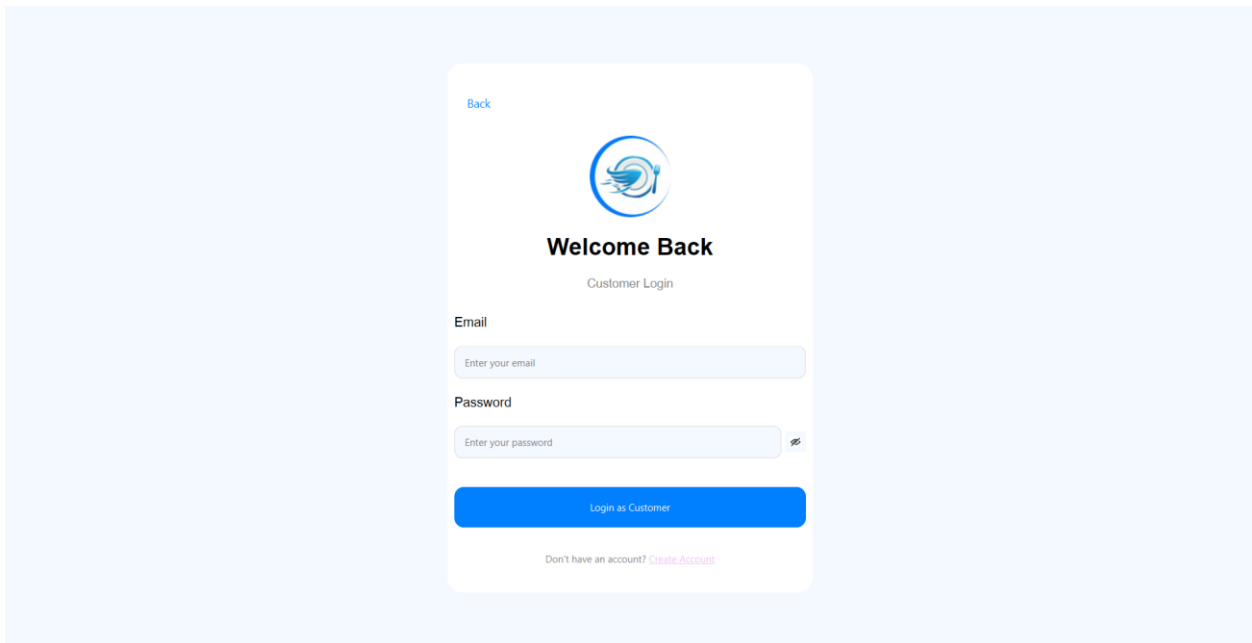 Back
Welcome Back
Customer Login
Email
Enter your email
Password
Enter your password
Login as Customer
Don't have an account? Create Account